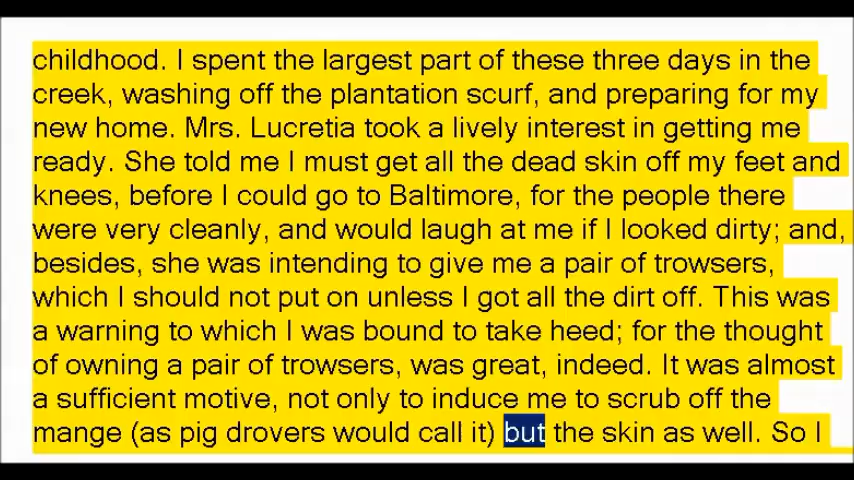 childhood. I spent the largest part of these three days in the
creek, washing off the plantation scurf, and preparing for my
new home. Mrs. Lucretia took a lively interest in getting me
ready. She told me I must get all the dead skin off my feet and
knees, before I could go to Baltimore, for the people there
were very cleanly, and would laugh at me if I looked dirty; and,
besides, she was intending to give me a pair of trowsers,
which I should not put on unless I got all the dirt off. This was
a warning to which I was bound to take heed; for the thought
of owning a pair of trowsers, was great, indeed. It was almost
a sufficient motive, not only to induce me to scrub off the
mange (as pig drovers would call it) but the skin as well. So I